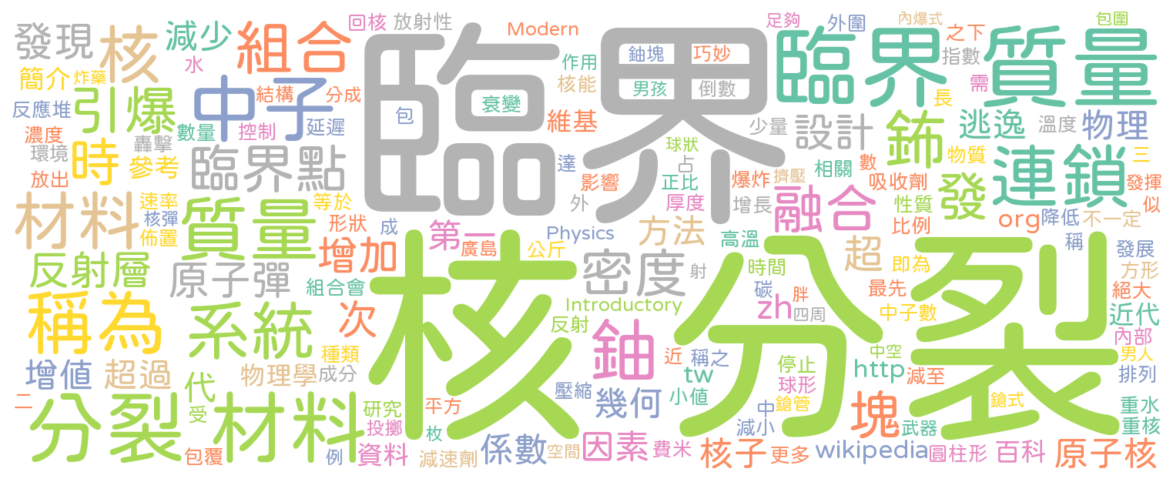 發現
核
減少
水
回核
放射性
組合
臨界
Modern
作用
核能
鈾塊
巧妙
足夠
外圍
內爆式
之下
指數
包圍
臨界
質量
簡介
炸藥
反應堆
引爆
中子
結構
分成
延遲
包
衰變
男孩
倒數
維基
少量
設計
鈽
逃逸
溫度
需
長
物理
濃度
環境
放出
時
轟擊
參考
數量
控制
臨界點
達
球狀
占
影響
正比
厚度
外
爆炸
增長
相關
數
吸收劑
物質
連鎖
三
發揮
似
材料
速率
核彈
佈置
質量
等於
形狀
成
增加
第一
廣島
公斤
Physics
方法
融合
性質
比例
發
org
降低
不一定
稱
反射層
原子彈
組合會
密度
射
高溫
時間
碳
胖
四周
超
即為
最先
中子數
發展
方形
絕大
近代
內部
稱為
系統
次
核分裂
Introductory
反射
鈾
zh
近
稱之
tw
小值
停止
球形
中空
http
減至
男人
排列
增值
超過
代
受
物理學
種類
成分
壓縮
幾何
中
減小
塊
鎗管
武器
鎗式
重水
重核
二
分裂
包覆
材料
研究
投擲
例
資料
平方
枚
減速劑
係數
空間
因素
費米
核子
更多
wikipedia
圓柱形
百科
原子核
擠壓